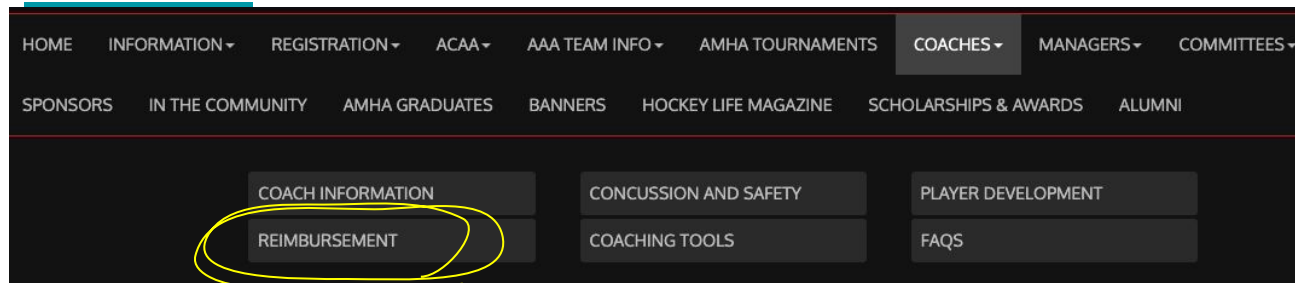 HOME INFORMATION REGISTRATION ACAA AAA TEAM INFO AMHA TOURNAMENTS COACHES MANAGERS COMMITTEES
SPONSORS IN THE COMMUNITY AMHA GRADUATES BANNERS HOCKEY LIFE MAGAZINE SCHOLARSHIPS & AWARDS ALUMNI
COACH INFORMATION CONCUSSION AND SAFETY PLAYER DEVELOPMENT
REIMBURSEMENT COACHING TOOLS FAQS